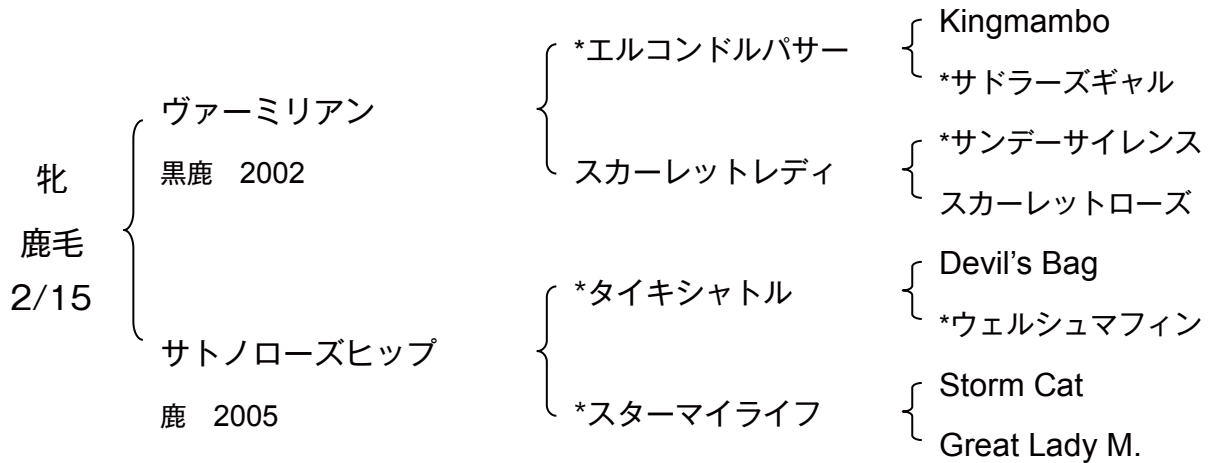 牝
鹿毛
2/15
ヴァーミリアン
黒鹿 2002
サトノローズヒップ
鹿 2005
*エルコンドルパサー
スカーレットレディ
*タイキシャトル
*スターマイライフ
Kingmambo
*サドラーズギャル
*サンデーサイレンス
スカーレットローズ
Devil's Bag
*ウェルシュマフィン
Storm Cat
Great Lady M.